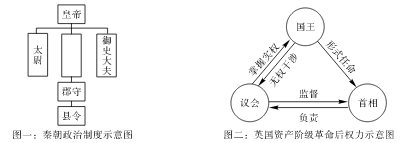 皇帝
太尉
御史大夫
郡守
县令
图一：秦朝政治制度示意图
国王
掌握实权
无权干涉
形式任命
议会
监督
负责
首相
图二：英国资产阶级革命后权力示意图